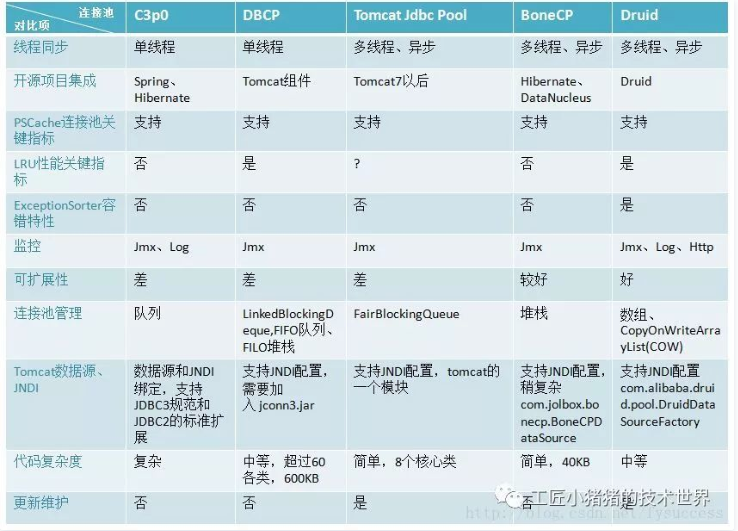 连接池
对比项
C3p0
DBCP
Tomcat Jdbc Pool
BoneCP
Druid
线程同步
单线程
单线程
多线程、异步
多线程、异步
多线程、异步
开源项目集成
Spring、
Hibernate
Tomcat组件
Tomcat7以后
Hibernate、
DataNucleus
Druid
PSCache连接池关
键指标
支持
支持
支持
支持
支持
LRU性能关键指
标
否
是
?
否
是
ExceptionSorter容
错特性
否
否
否
否
是
监控
Jmx、Log
Jmx
Jmx
Jmx
Jmx、Log、Http
可扩展性
差
差
差
较好
好
连接池管理
队列
LinkedBlockingD
eque,FIFO队列、
FILO堆栈
FairBlockingQueue
堆栈
数组、
CopyOnWriteArra
yList(COW)
Tomcat数据源、
JNDI
数据源和JNDI
绑定，支持
JDBC3规范和
JDBC2的标准扩
展
支持JNDI配置，
需要加
入 jconn3.jar
支持JNDI配置，tomcat的
一个模块
支持JNDI配置，
稍复杂
com.jolbox.bo
necp.BoneCPD
ataSource
支持JNDI配置
com.alibaba.drui
d.pool.DruidData
SourceFactory
代码复杂度
复杂
中等，超过60
各类，600KB
简单，8个核心类
简单，40KB
中等
更新维护
否
否
是
否
是
工匠小猪猪的技术世界